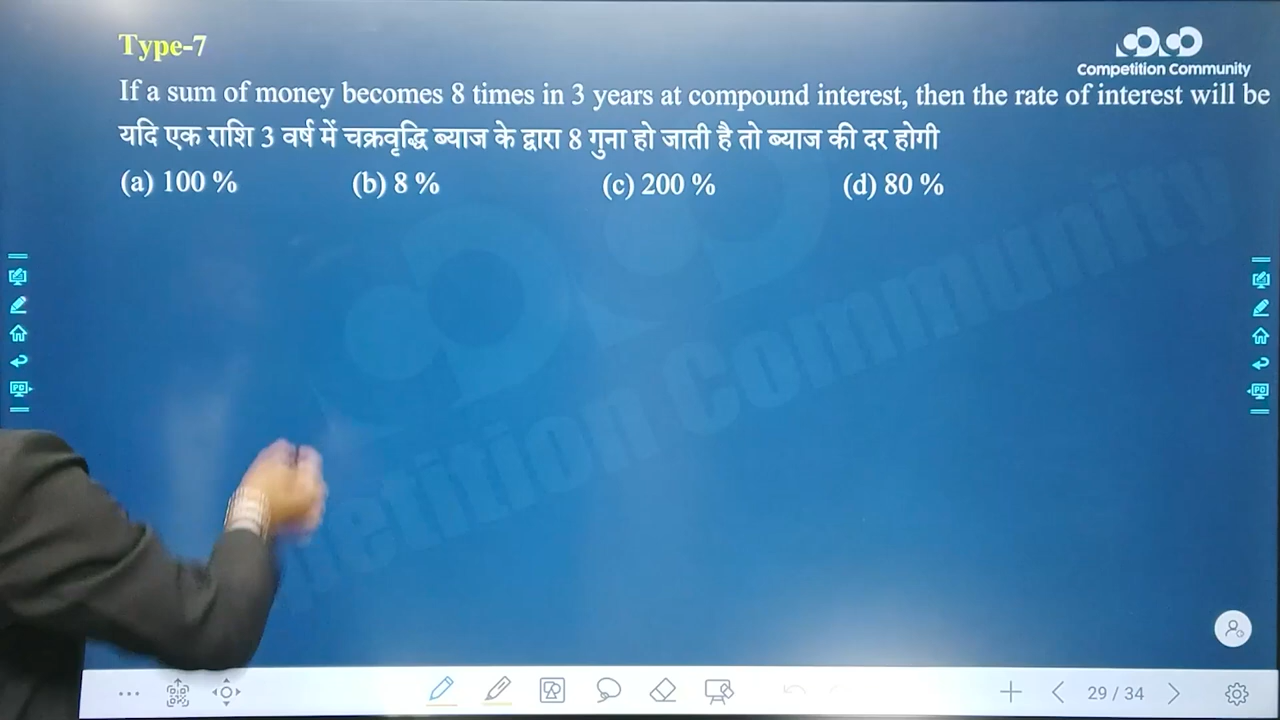 Type-7
Competition Community
If a sum of money becomes 8 times in 3 years at compound interest, then the rate of interest will be
यदि एक राशि 3 वर्ष में चक्रवृद्धि ब्याज के द्वारा 8 गुना हो जाती है तो ब्याज की दर होगी
(a) 100 % (b) 8 % (c) 200 % (d) 80 %
petition Community
29 / 34